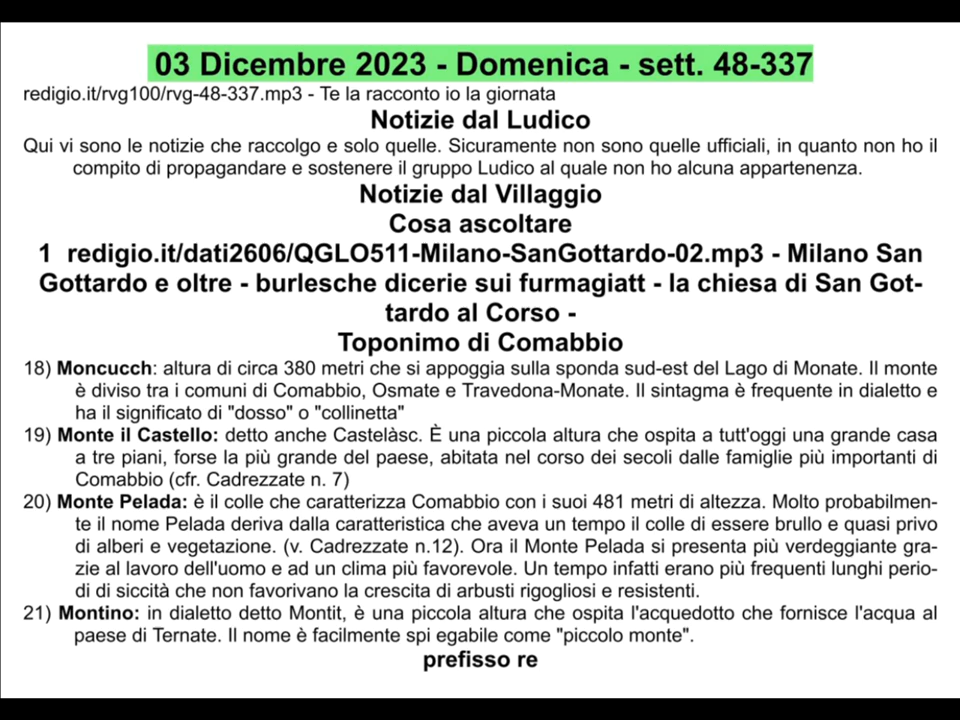 03 Dicembre 2023 - Domenica - sett. 48-337
redigio.it/rvg100/rvg-48-337.mp3 - Te la racconto io la giornata
Notizie dal Ludico
Qui vi sono le notizie che raccolgo e solo quelle. Sicuramente non sono quelle ufficiali, in quanto non ho il
compito di propagandare e sostenere il gruppo Ludico al quale non ho alcuna appartenenza.
Notizie dal Villaggio
Cosa ascoltare
1 redigio.it/dati2606/QGLO511-Milano-SanGottardo-02.mp3 - Milano San
Gottardo e oltre - burlesche dicerie sui furmagiatt - la chiesa di San Got-
tardo al Corso -
Toponimo di Comabbio
18) Moncucch: altura di circa 380 metri che si appoggia sulla sponda sud-est del Lago di Monate. Il monte
è diviso tra i comuni di Comabbio, Osmate e Travedona-Monate. Il sintagma è frequente in dialetto e
ha il significato di "dosso" o "collinetta"
19) Monte il Castello: detto anche Castelàsc. È una piccola altura che ospita a tutt'oggi una grande casa
a tre piani, forse la più grande del paese, abitata nel corso dei secoli dalle famiglie più importanti di
Comabbio (cfr. Cadrezzate n. 7)
20) Monte Pelada: è il colle che caratterizza Comabbio con i suoi 481 metri di altezza. Molto probabilmen-
te il nome Pelada deriva dalla caratteristica che aveva un tempo il colle di essere brullo e quasi privo
di alberi e vegetazione. (v. Cadrezzate n.12). Ora il Monte Pelada si presenta più verdeggiante gra-
zie al lavoro dell'uomo e ad un clima più favorevole. Un tempo infatti erano più frequenti lunghi perio-
di di siccità che non favorivano la crescita di arbusti rigogliosi e resistenti.
21) Montino: in dialetto detto Montit, è una piccola altura che ospita l'acquedotto che fornisce l'acqua al
paese di Ternate. Il nome è facilmente spi egabile come "piccolo monte".
prefisso re